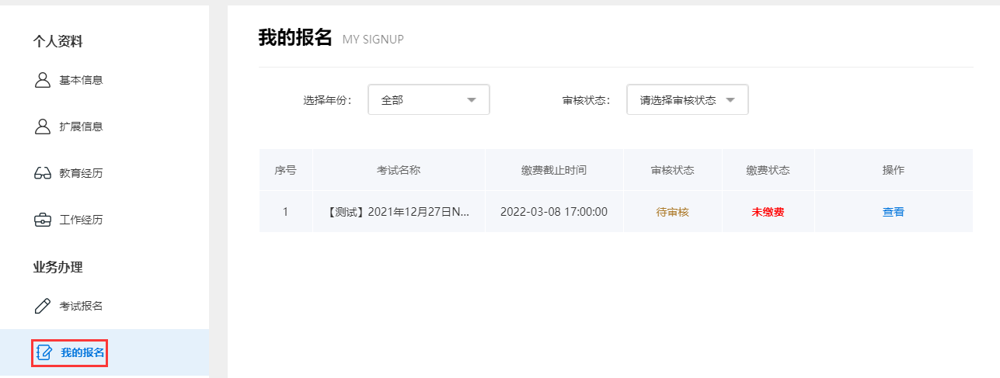 个人资料
基本信息
扩展信息
教育经历
工作经历
业务办理
考试报名
我的报名
我的报名 MY SIGNUP
选择年份： 全部 审核状态： 请选择审核状态
序号 考试名称 缴费截止时间 审核状态 缴费状态 操作
1 【测试】2021年12月27日N... 2022-03-08 17:00:00 待审核 未缴费 查看